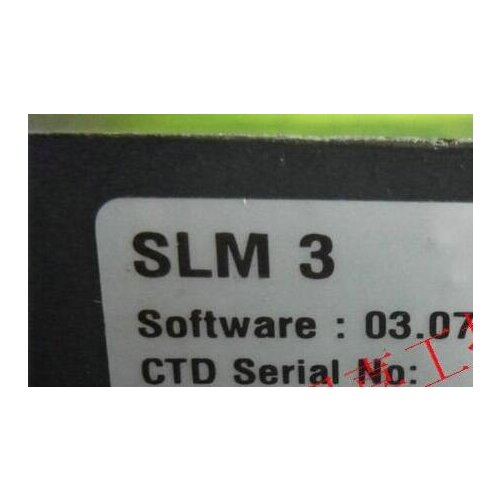 SLM 3
Software : 03.07
CTD Serial No: